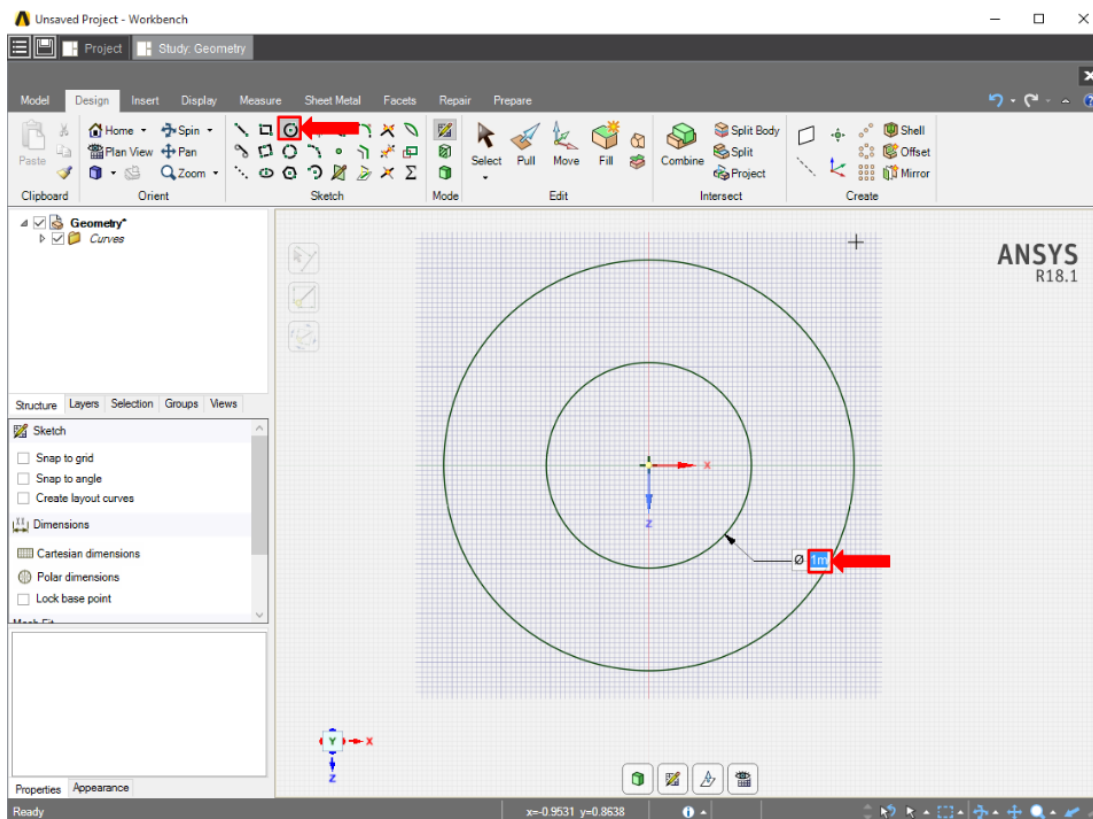 Unsaved Project - Workbench
Project Study: Geometry
Model Design Insert Display Measure Sheet Metal Facets Repair Prepare
Paste
Home Spin
Plan View Pan
Zoom
Select Pull Move Fill
Combine
Split Body
Split
Project
Shell
Offset
Mirror
Clipboard Orient Sketch Mode Edit Intersect Create
Geometry*
Curves
Structure Layers Selection Groups Views
Sketch
Snap to grid
Snap to angle
Create layout curves
Dimensions
Cartesian dimensions
Polar dimensions
Lock base point
Properties Appearance
ANSYS
R18.1
X
Z
Ø 1m
Y X
Z
Ready x=-0.9531 y=0.8638